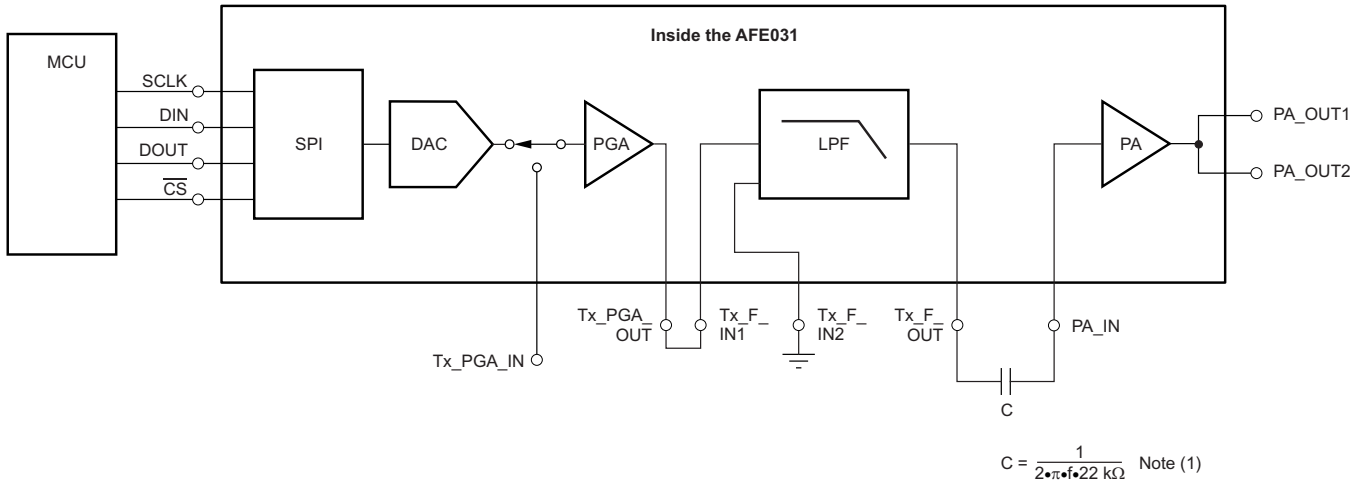 Inside the AFE031
MCU
SCLK
DIN
DOUT
CS
SPI
DAC
PGA
LPF
PA
PA_OUT1
PA_OUT2
Tx_PGA_IN
Tx_PGA_
OUT
Tx_F_
IN1
Tx_F_
IN2
Tx_F_
OUT
PA_IN
C
C = 1 / 2•π•f•22 kΩ Note (1)